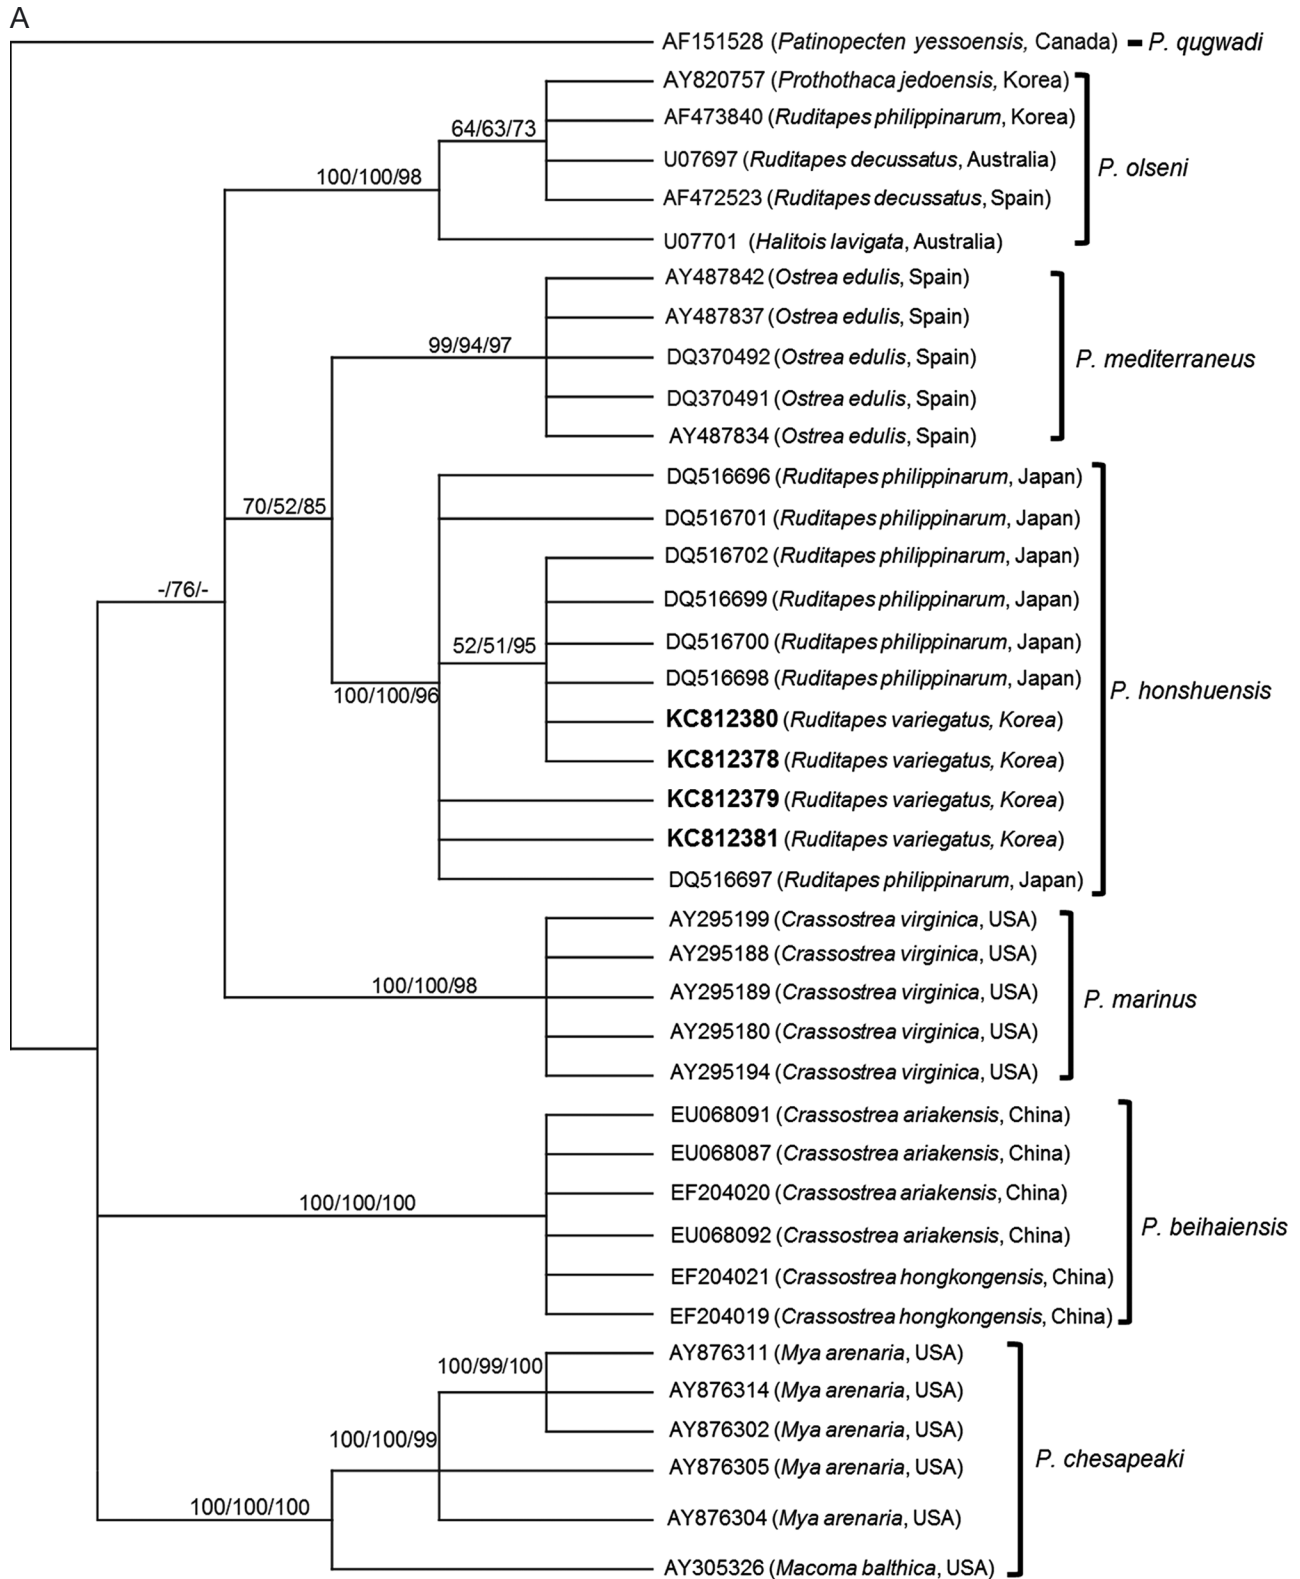 A
AF151528 (Patinopecten yessoensis, Canada) P. qugwadi
AY820757 (Prothothaca jedoensis, Korea)
64/63/73
AF473840 (Ruditapes philippinarum, Korea)
U07697 (Ruditapes decussatus, Australia)
P. olseni
100/100/98
AF472523 (Ruditapes decussatus, Spain)
U07701 (Halitois lavigata, Australia)
AY487842 (Ostrea edulis, Spain)
AY487837 (Ostrea edulis, Spain)
99/94/97
DQ370492 (Ostrea edulis, Spain)
P. mediterraneus
DQ370491 (Ostrea edulis, Spain)
AY487834 (Ostrea edulis, Spain)
DQ516696 (Ruditapes philippinarum, Japan)
70/52/85
DQ516701 (Ruditapes philippinarum, Japan)
DQ516702 (Ruditapes philippinarum, Japan)
-/76/-
DQ516699 (Ruditapes philippinarum, Japan)
52/51/95
DQ516700 (Ruditapes philippinarum, Japan)
DQ516698 (Ruditapes philippinarum, Japan)
100/100/96
P. honshuensis
KC812380 (Ruditapes variegatus, Korea)
KC812378 (Ruditapes variegatus, Korea)
KC812379 (Ruditapes variegatus, Korea)
KC812381 (Ruditapes variegatus, Korea)
DQ516697 (Ruditapes philippinarum, Japan)
AY295199 (Crassostrea virginica, USA)
AY295188 (Crassostrea virginica, USA)
100/100/98
AY295189 (Crassostrea virginica, USA)
P. marinus
AY295180 (Crassostrea virginica, USA)
AY295194 (Crassostrea virginica, USA)
EU068091 (Crassostrea ariakensis, China)
EU068087 (Crassostrea ariakensis, China)
EF204020 (Crassostrea ariakensis, China)
100/100/100
P. beihaiensis
EU068092 (Crassostrea ariakensis, China)
EF204021 (Crassostrea hongkongensis, China)
EF204019 (Crassostrea hongkongensis, China)
AY876311 (Mya arenaria, USA)
100/99/100
AY876314 (Mya arenaria, USA)
AY876302 (Mya arenaria, USA)
100/100/99
P. chesapeaki
AY876305 (Mya arenaria, USA)
100/100/100
AY876304 (Mya arenaria, USA)
AY305326 (Macoma balthica, USA)